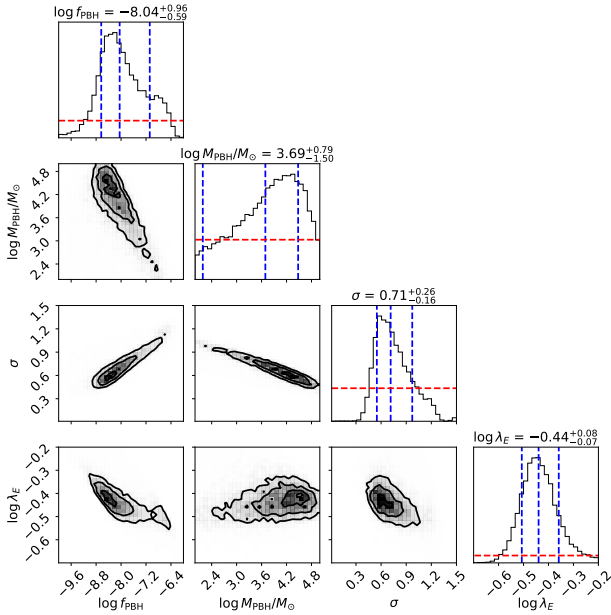 log f_PBH = −8.04^{+0.96}_{−0.59}
log M_PBH/M_⊙ = 3.69^{+0.79}_{−1.50}
log M_PBH/M_⊙
4.8
4.2
3.6
3.0
2.4
σ = 0.71^{+0.26}_{−0.16}
σ
1.5
1.2
0.9
0.6
0.3
log λ_E = −0.44^{+0.08}_{−0.07}
log λ_E
−0.2
−0.3
−0.4
−0.5
−0.6
−9.6 −8.8 −8.0 −7.2 −6.4 2.4 3.0 3.6 4.2 4.8 0.3 0.6 0.9 1.2 1.5 −0.6 −0.5 −0.4 −0.3 −0.2
log f_PBH log M_PBH/M_⊙ σ log λ_E